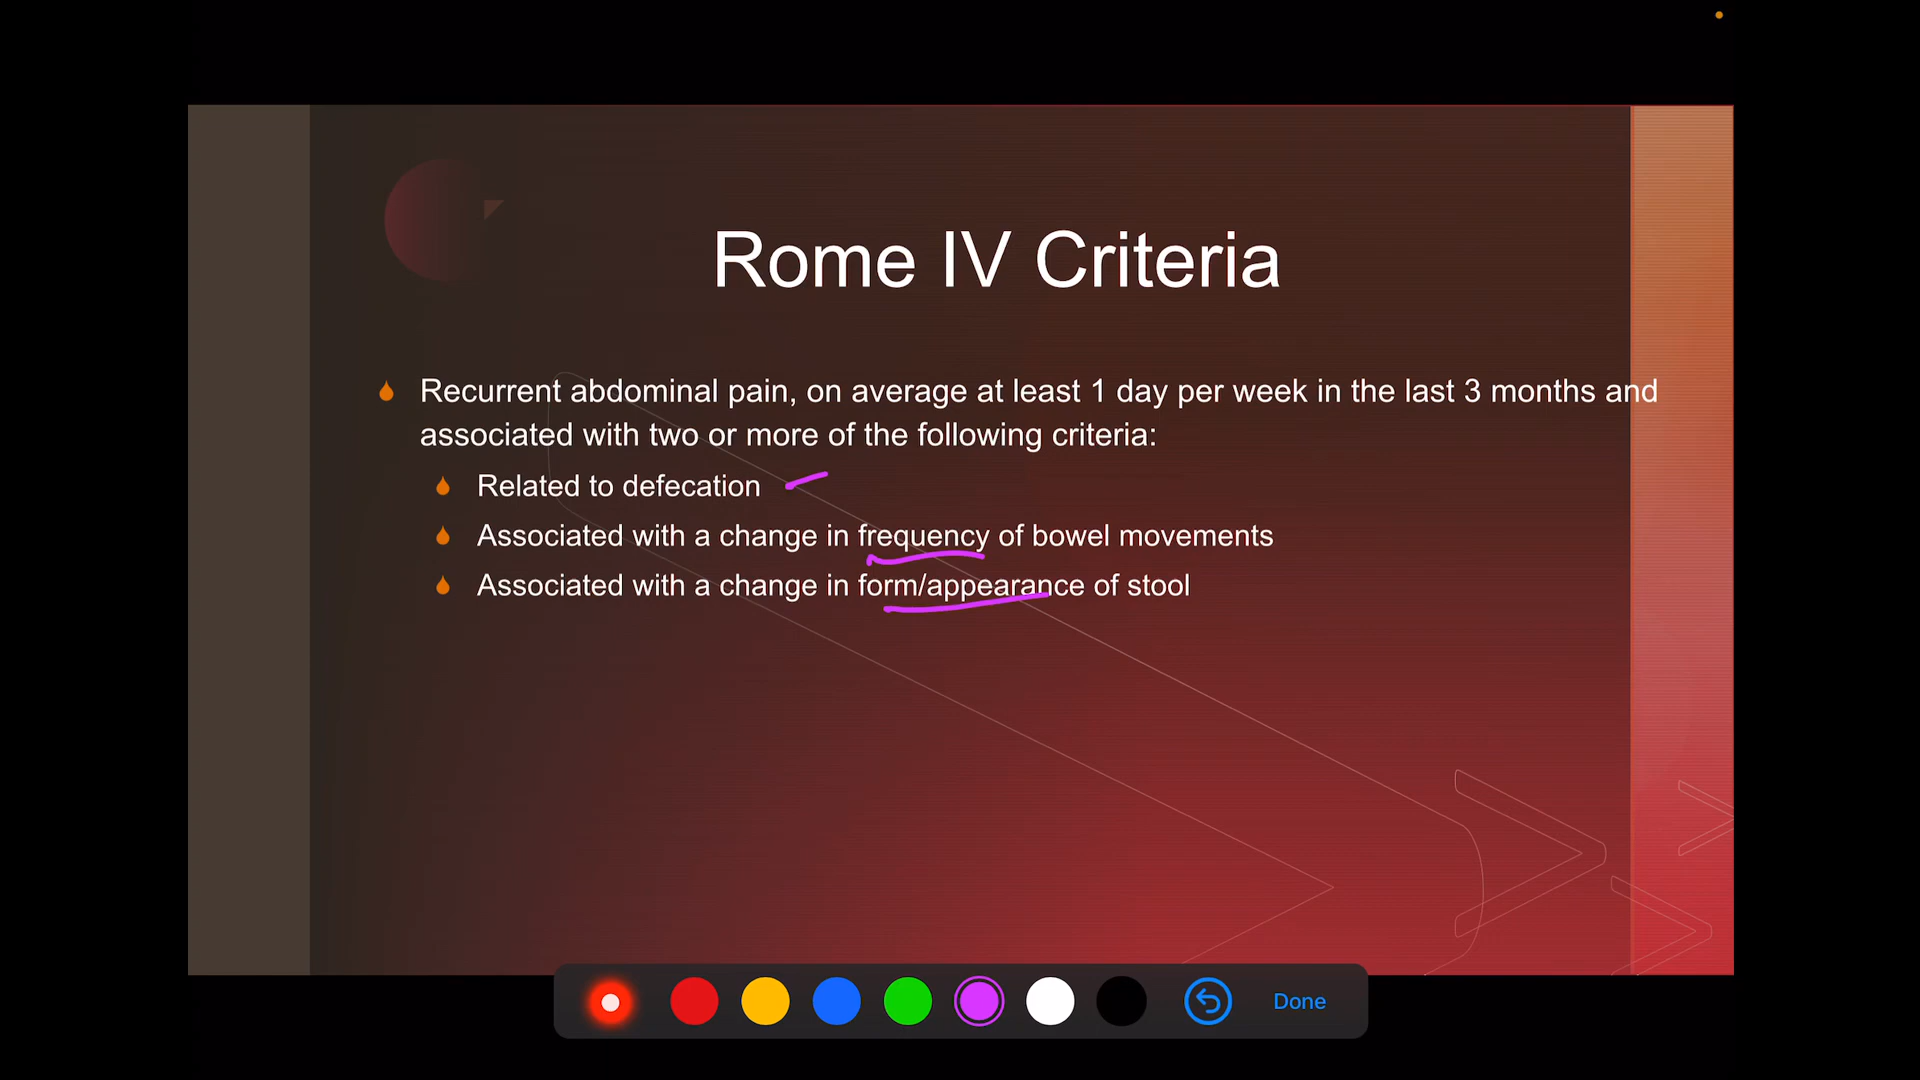 Rome IV Criteria
Recurrent abdominal pain, on average at least 1 day per week in the last 3 months and
associated with two or more of the following criteria:
Related to defecation
Associated with a change in frequency of bowel movements
Associated with a change in form/appearance of stool
Done